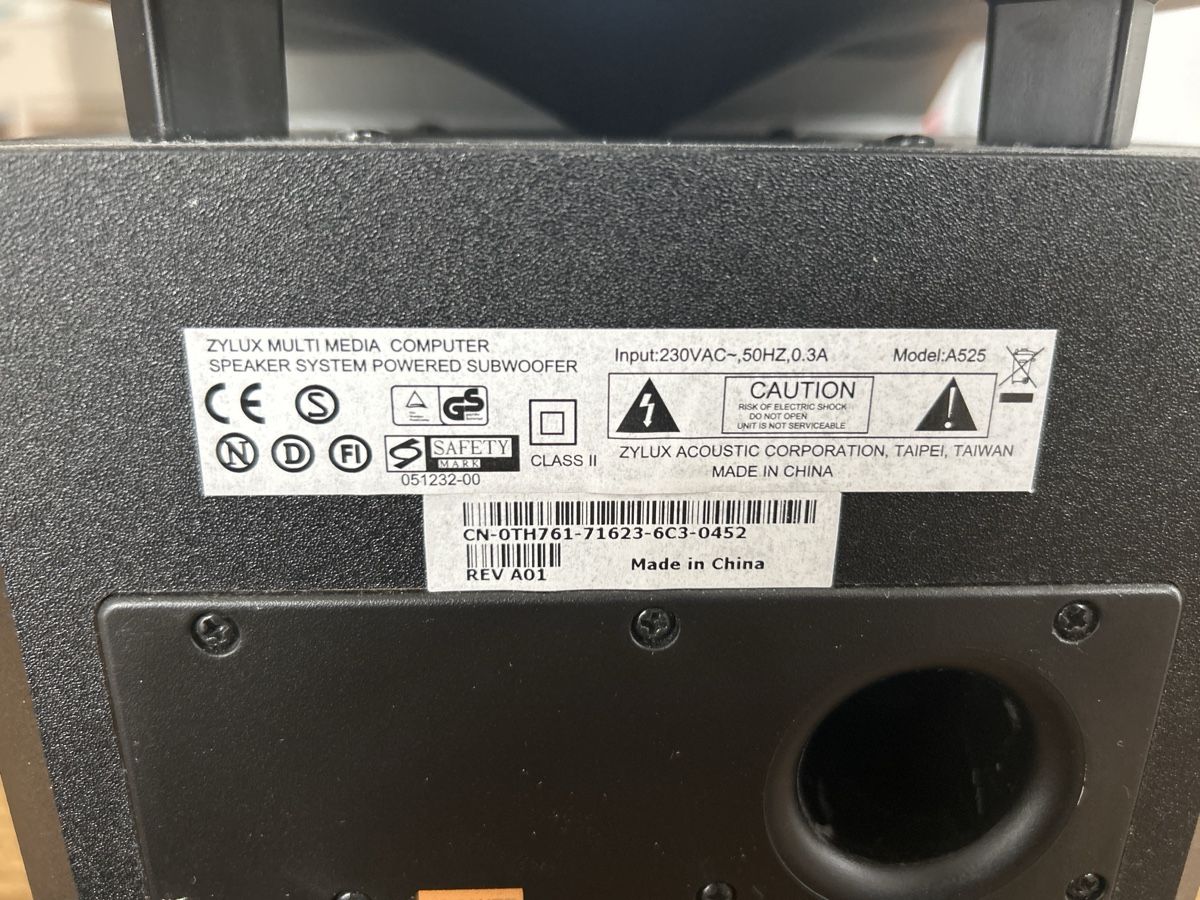 ZYLUX MULTI MEDIA COMPUTER
SPEAKER SYSTEM POWERED SUBWOOFER
Input:230VAC~,50HZ,0.3A
Model:A525
CE
S
GS
N
D
FI
S
SAFETY
MARK
051232-00
CLASS II
CAUTION
RISK OF ELECTRIC SHOCK
DO NOT OPEN
UNIT IS NOT SERVICEABLE
ZYLUX ACOUSTIC CORPORATION, TAIPEI, TAIWAN
MADE IN CHINA
CN-0TH761-71623-6C3-0452
REV A01
Made in China